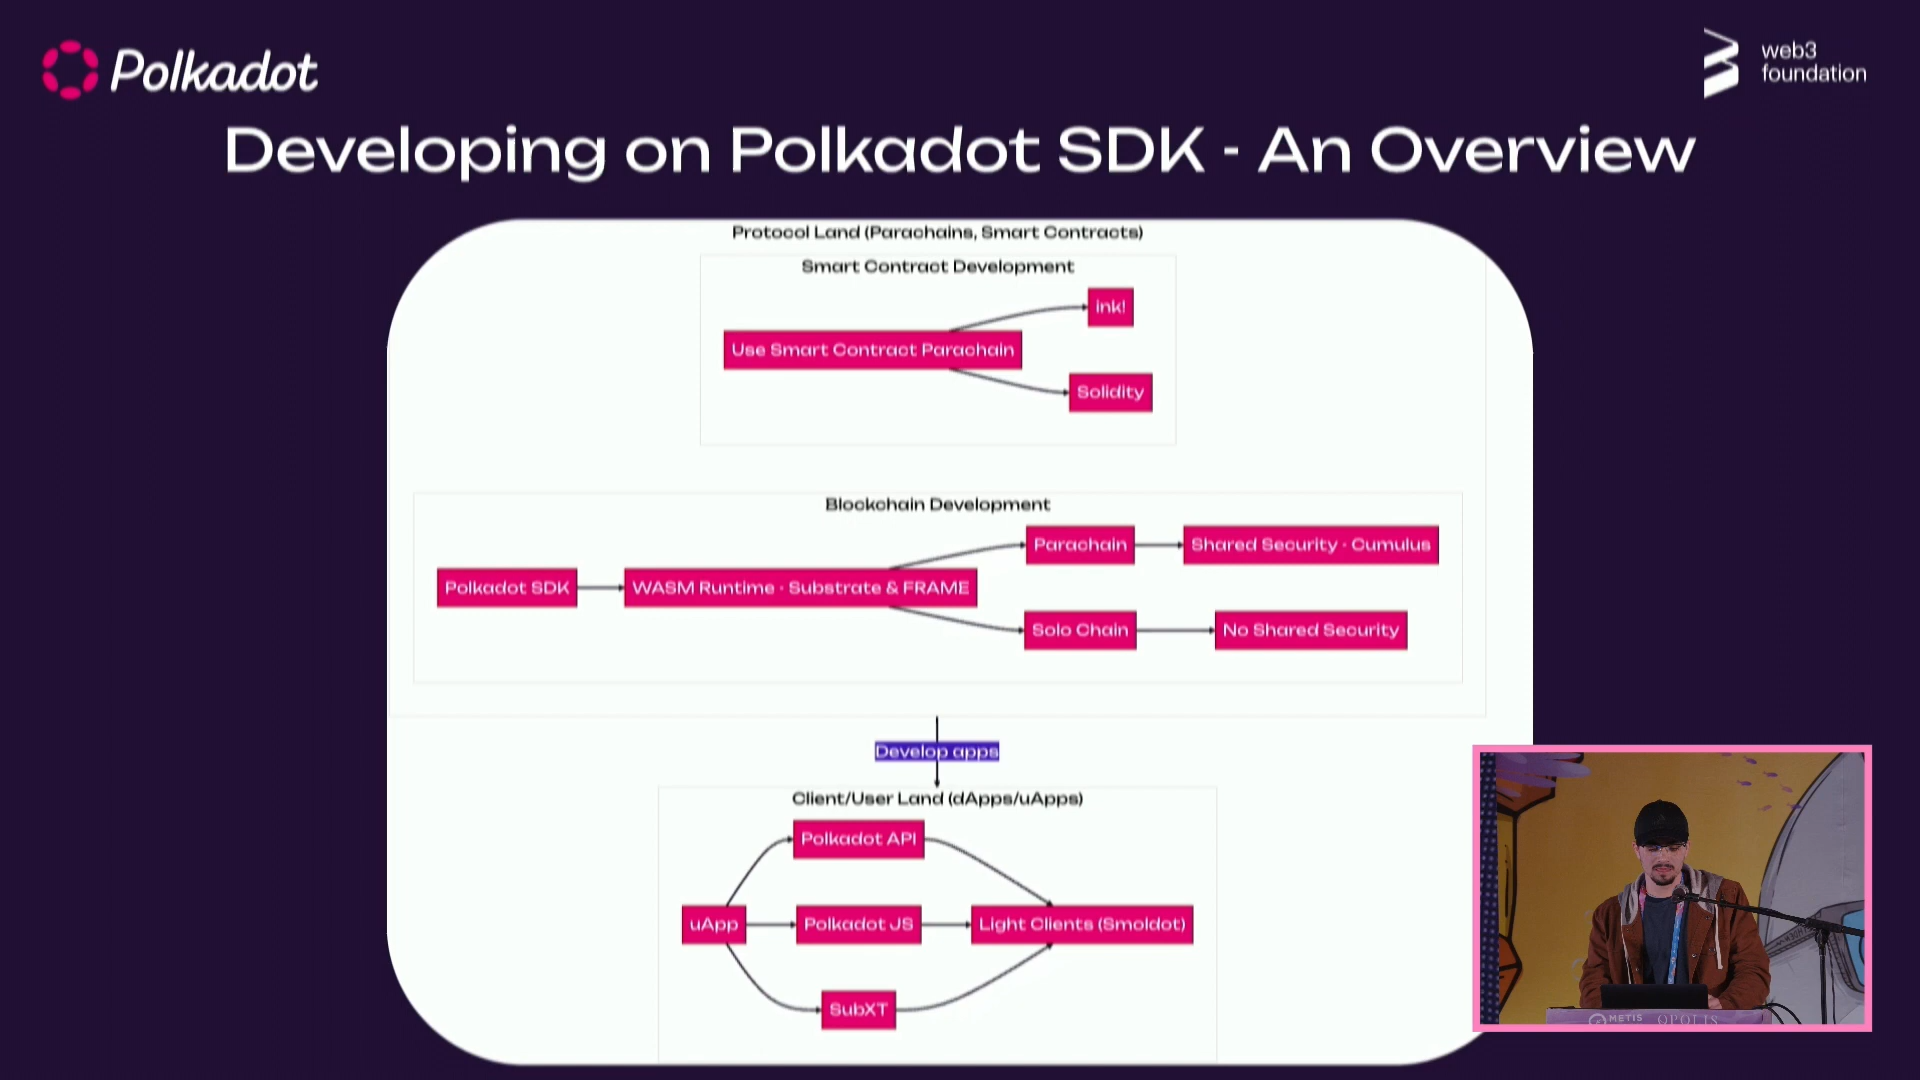 Polkadot
web3
foundation
Developing on Polkadot SDK - An Overview
Protocol Land (Parachains, Smart Contracts)
Smart Contract Development
ink!
Use Smart Contract Parachain
Solidity
Blockchain Development
Parachain
Shared Security - Cumulus
Polkadot SDK
WASM Runtime - Substrate & FRAME
Solo Chain
No Shared Security
Develop apps
Client/User Land (dApps/uApps)
Polkadot API
uApp
Polkadot JS
Light Clients (Smoldot)
SubXT
METIS
OPOLIS